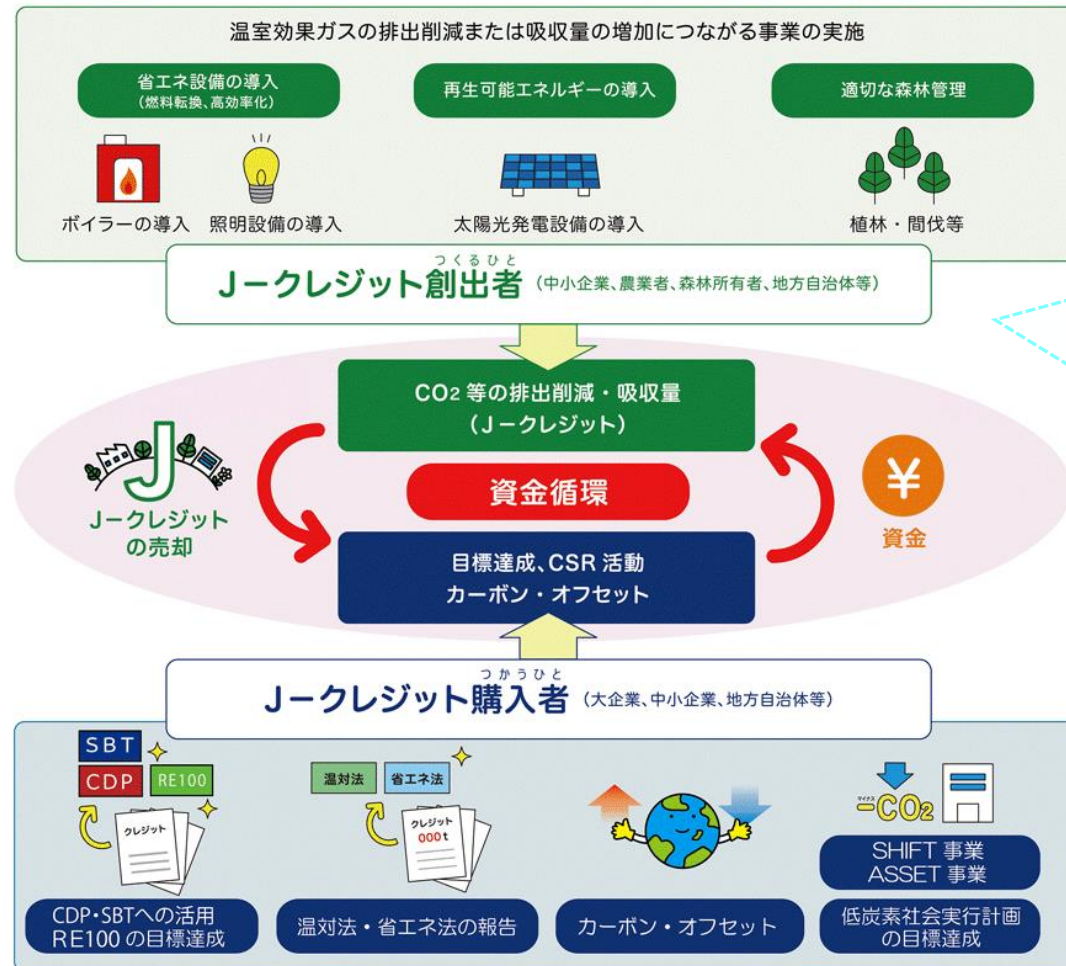 温室効果ガスの排出削減または吸収量の増加につながる事業の実施
省エネ設備の導入
（燃料転換、高効率化）
再生可能エネルギーの導入
適切な森林管理
ボイラーの導入
照明設備の導入
太陽光発電設備の導入
植林・間伐等
つくるひと
Jークレジット創出者（中小企業、農業者、森林所有者、地方自治体等）
CO2 等の排出削減・吸収量
（Jークレジット）
J
Jークレジット
の売却
資金循環
¥
資金
目標達成、CSR 活動
カーボン・オフセット
つかうひと
Jークレジット購入者（大企業、中小企業、地方自治体等）
SBT
CDP
RE100
クレジット
CDP・SBTへの活用
RE100 の目標達成
温対法
省エネ法
クレジット
000t
温対法・省エネ法の報告
カーボン・オフセット
マイナス
-CO2
SHIFT 事業
ASSET 事業
低炭素社会実行計画
の目標達成